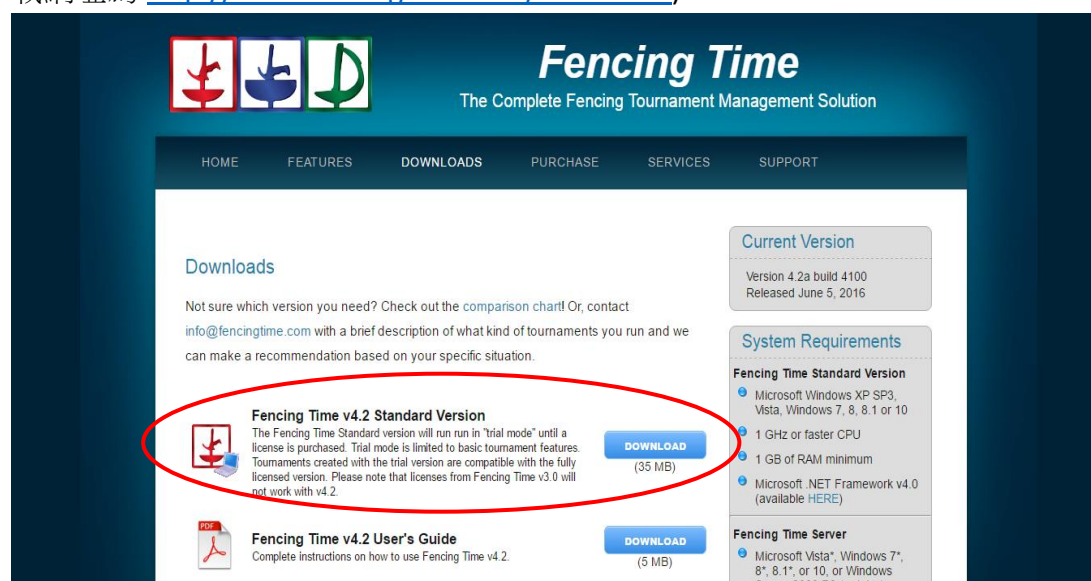 Fencing Time
The Complete Fencing Tournament Management Solution
HOME FEATURES DOWNLOADS PURCHASE SERVICES SUPPORT
Downloads
Not sure which version you need? Check out the comparison chart! Or, contact
info@fencingtime.com with a brief description of what kind of tournaments you run and we
can make a recommendation based on your specific situation.
Fencing Time v4.2 Standard Version
The Fencing Time Standard version will run run in "trial mode" until a
license is purchased. Trial mode is limited to basic tournament features.
Tournaments created with the trial version are compatible with the fully
licensed version. Please note that licenses from Fencing Time v3.0 will
not work with v4.2.
DOWNLOAD
(35 MB)
PDF
Fencing Time v4.2 User's Guide
Complete instructions on how to use Fencing Time v4.2.
DOWNLOAD
(5 MB)
Current Version
Version 4.2a build 4100
Released June 5, 2016
System Requirements
Fencing Time Standard Version
Microsoft Windows XP SP3,
Vista, Windows 7, 8, 8.1 or 10
1 GHz or faster CPU
1 GB of RAM minimum
Microsoft .NET Framework v4.0
(available HERE)
Fencing Time Server
Microsoft Vista*, Windows 7*,
8*, 8.1*, or 10, or Windows